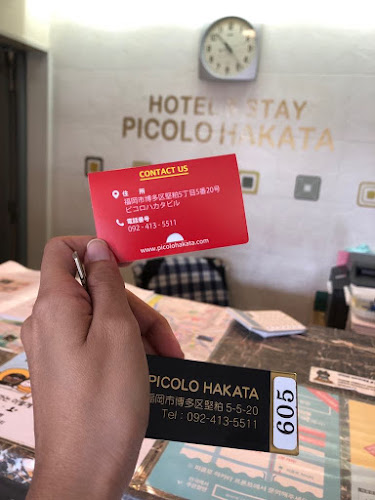 HOTEL & STAY
PICOLO HAKATA
CONTACT US
住 所
福岡市博多区堅粕5丁目5番20号
ピコロハカタビル
電話番号
092 - 413 - 5511
www.picolohakata.com
PICOLO HAKATA
福岡市博多区堅粕 5-5-20
Tel : 092-413-5511
605